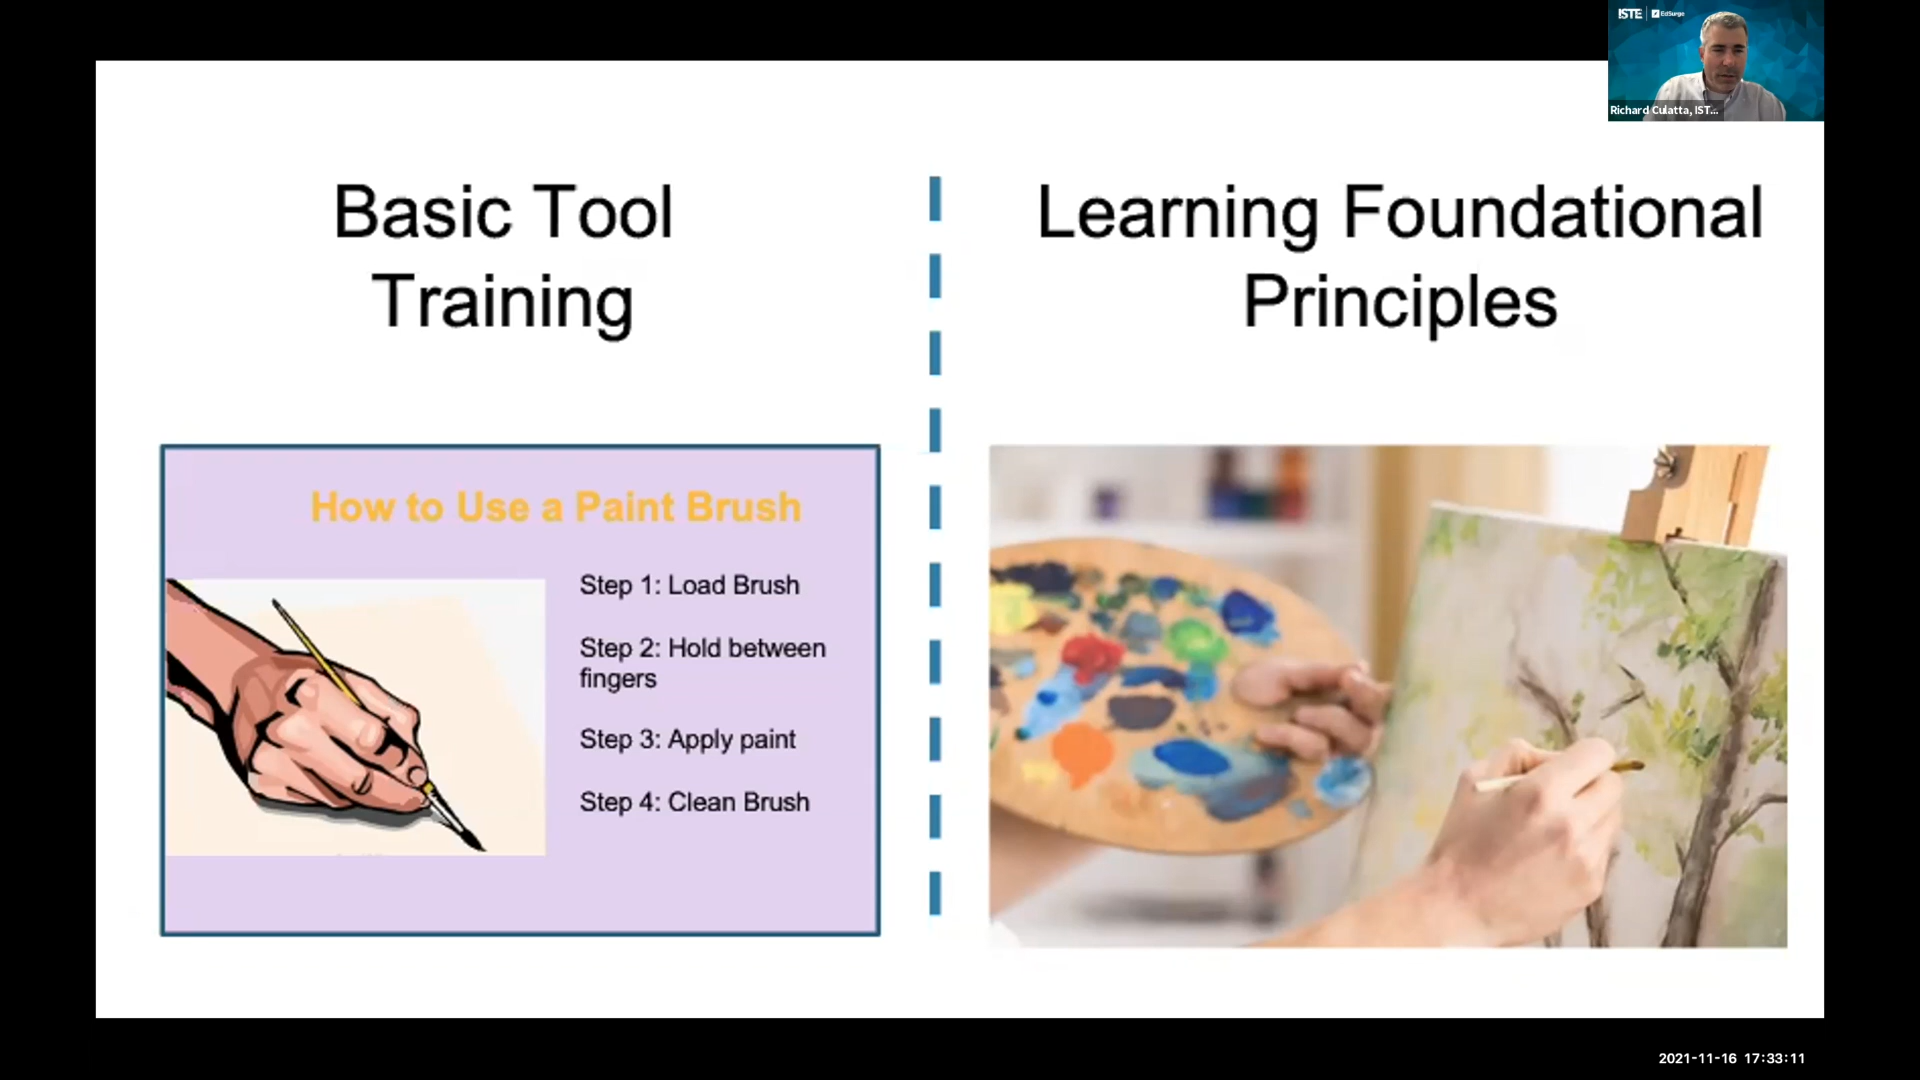 ISTE | EdSurge
Richard Culatta, IST...
Basic Tool
Training
Learning Foundational
Principles
How to Use a Paint Brush
Step 1: Load Brush
Step 2: Hold between
fingers
Step 3: Apply paint
Step 4: Clean Brush
2021-11-16 17:33:11